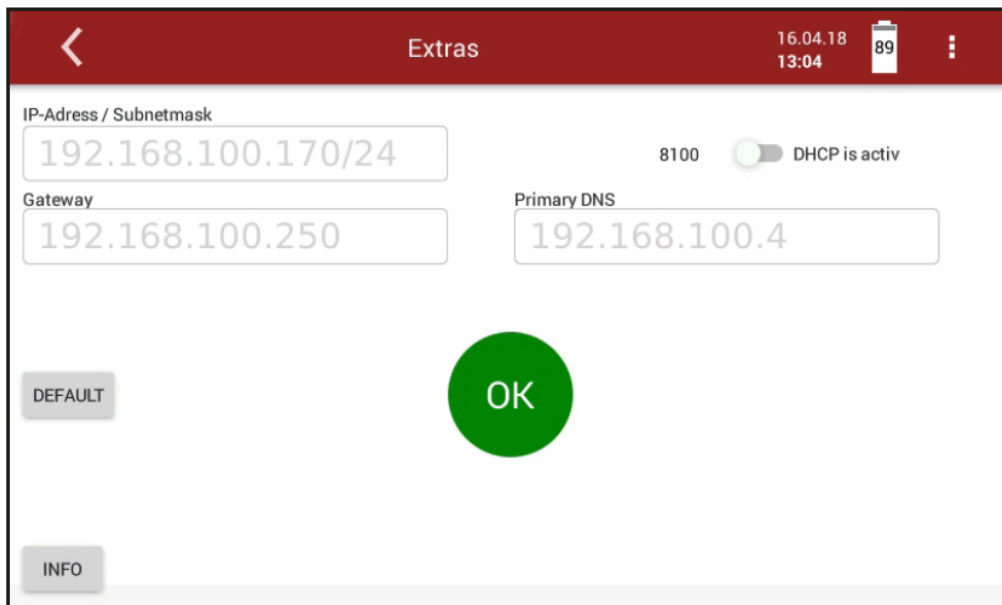 Extras
16.04.18
13:04
89
IP-Adress / Subnetmask
192.168.100.170/24
8100
DHCP is activ
Gateway
192.168.100.250
Primary DNS
192.168.100.4
DEFAULT
OK
INFO